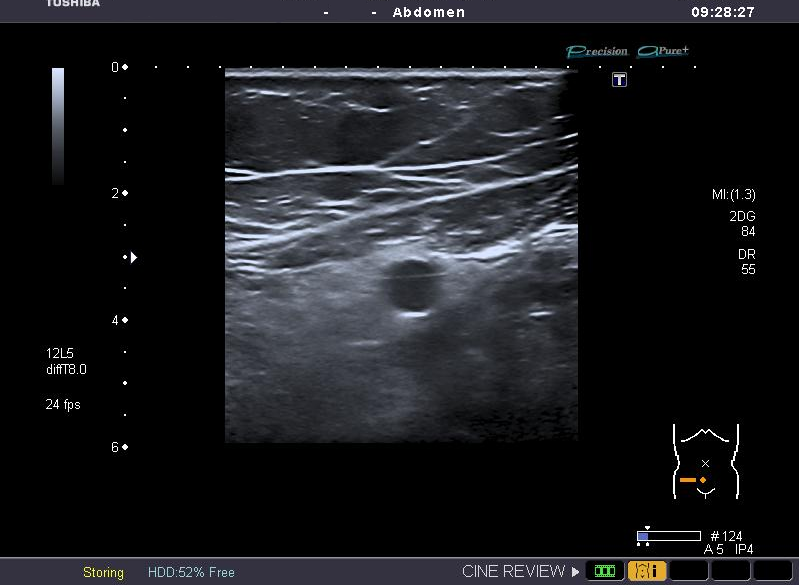 TOSHIBA
- - Abdomen 09:28:27
Precision APure+
T
0
2
4
6
MI:(1.3)
2DG
84
DR
55
12L5
diffT8.0
24 fps
#124
A 5 IP4
Storing HDD:52% Free CINE REVIEW
i